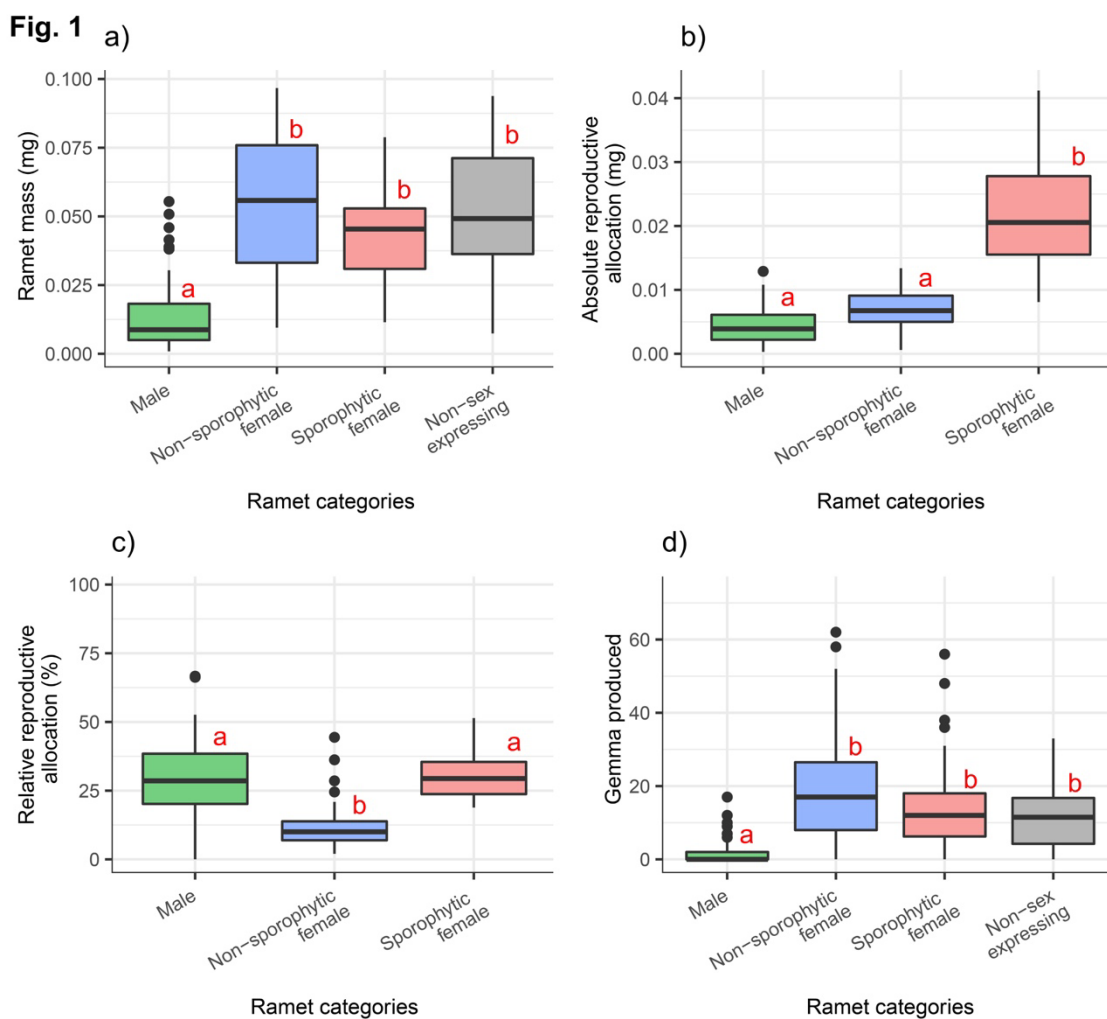 Fig. 1
a)
Ramet mass (mg)
0.100
0.075
0.050
0.025
0.000
a
b
b
b
Male
Non−sporophytic
female
Sporophytic
female
Non−sex
expressing
Ramet categories
b)
Absolute reproductive
allocation (mg)
0.04
0.03
0.02
0.01
0.00
a
a
b
Male
Non−sporophytic
female
Sporophytic
female
Ramet categories
c)
Relative reproductive
allocation (%)
100
75
50
25
0
a
b
a
Male
Non−sporophytic
female
Sporophytic
female
Ramet categories
d)
Gemma produced
60
40
20
0
a
b
b
b
Male
Non−sporophytic
female
Sporophytic
female
Non−sex
expressing
Ramet categories